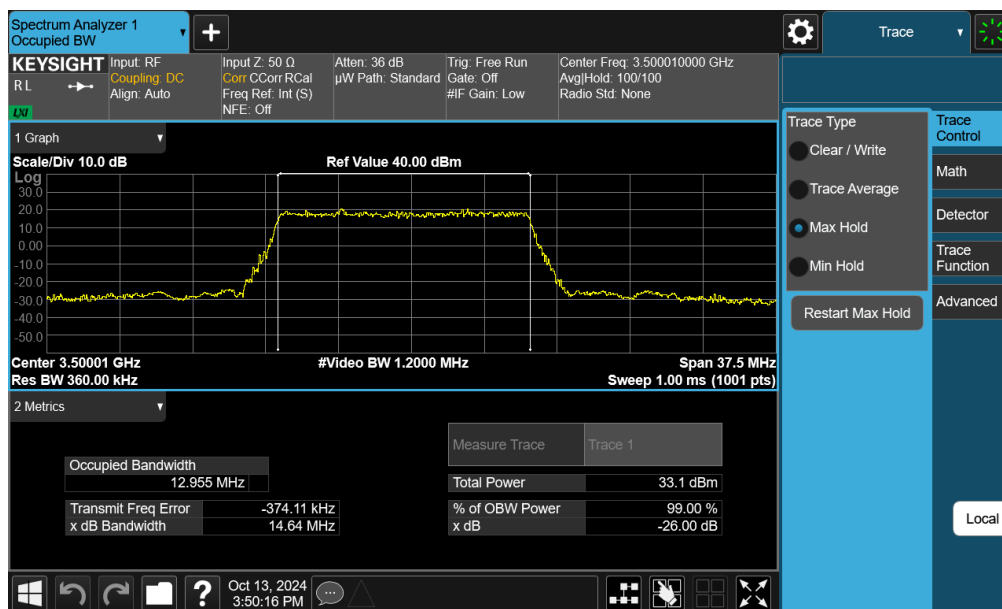 Spectrum Analyzer 1
Occupied BW
+
Trace
KEYSIGHT
R L
LXI
Input: RF
Coupling: DC
Align: Auto
Input Z: 50 Ω
Corr CCorr RCal
Freq Ref: Int (S)
NFE: Off
Atten: 36 dB
µW Path: Standard
Trig: Free Run
Gate: Off
#IF Gain: Low
Center Freq: 3.500010000 GHz
Avg|Hold: 100/100
Radio Std: None
1 Graph
Scale/Div 10.0 dB
Ref Value 40.00 dBm
Log
30.0
20.0
10.0
0.00
-10.0
-20.0
-30.0
-40.0
-50.0
Center 3.50001 GHz
#Video BW 1.2000 MHz
Span 37.5 MHz
Res BW 360.00 kHz
Sweep 1.00 ms (1001 pts)
2 Metrics
Measure Trace
Trace 1
Occupied Bandwidth
12.955 MHz
Total Power
33.1 dBm
Transmit Freq Error
-374.11 kHz
% of OBW Power
99.00 %
x dB Bandwidth
14.64 MHz
x dB
-26.00 dB
Trace Type
Clear / Write
Trace Average
Max Hold
Min Hold
Restart Max Hold
Trace
Control
Math
Detector
Trace
Function
Advanced
Local
?
Oct 13, 2024
3:50:16 PM